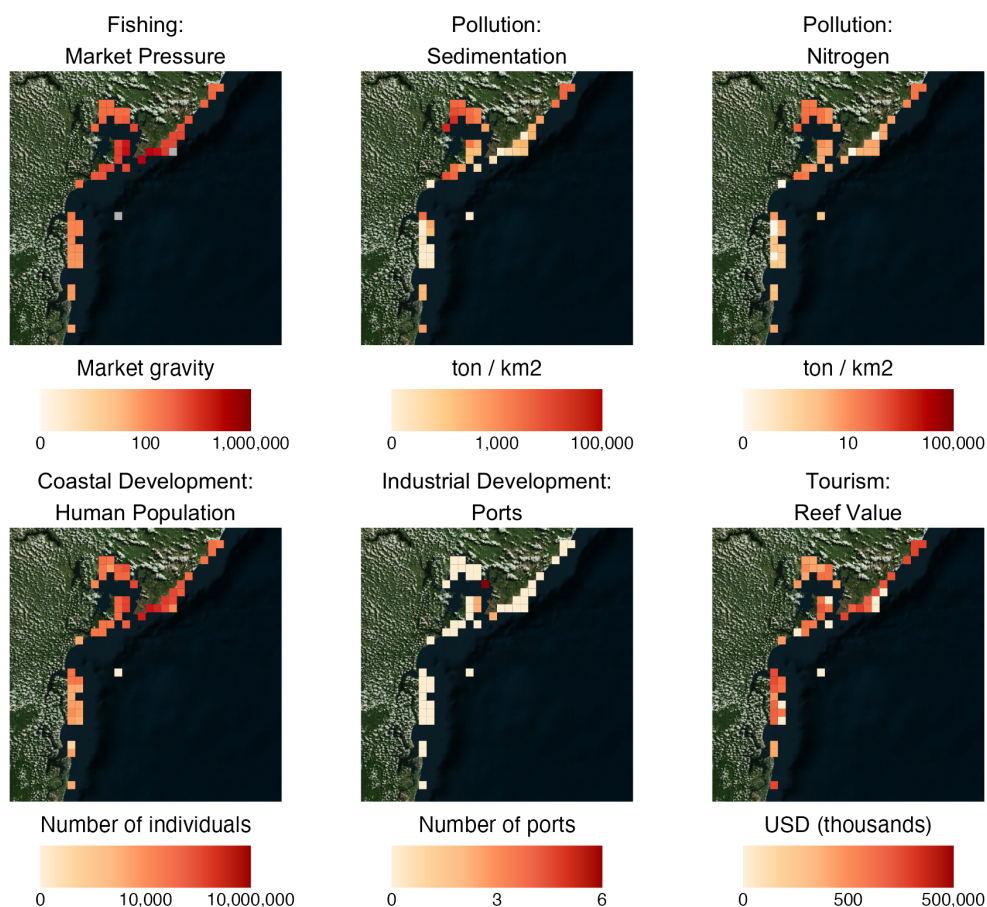 Fishing:
Market Pressure
Pollution:
Sedimentation
Pollution:
Nitrogen
Market gravity
0 100 1,000,000
ton / km2
0 1,000 100,000
ton / km2
0 10 100,000
Coastal Development:
Human Population
Industrial Development:
Ports
Tourism:
Reef Value
Number of individuals
0 10,000 10,000,000
Number of ports
0 3 6
USD (thousands)
0 500 500,000